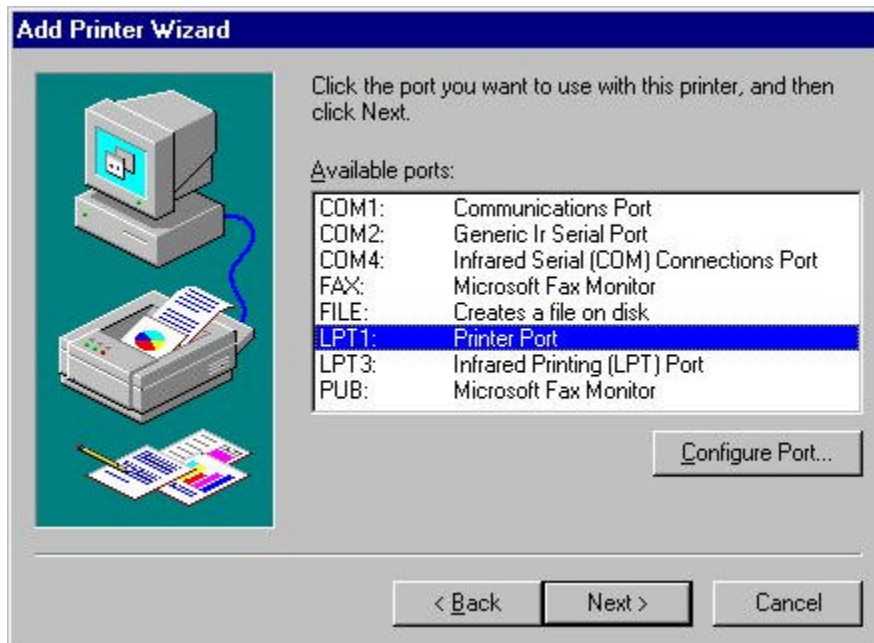 Add Printer Wizard
Click the port you want to use with this printer, and then
click Next.
Available ports:
COM1: Communications Port
COM2: Generic Ir Serial Port
COM4: Infrared Serial (COM) Connections Port
FAX: Microsoft Fax Monitor
FILE: Creates a file on disk
LPT1: Printer Port
LPT3: Infrared Printing (LPT) Port
PUB: Microsoft Fax Monitor
Configure Port...
< Back Next > Cancel